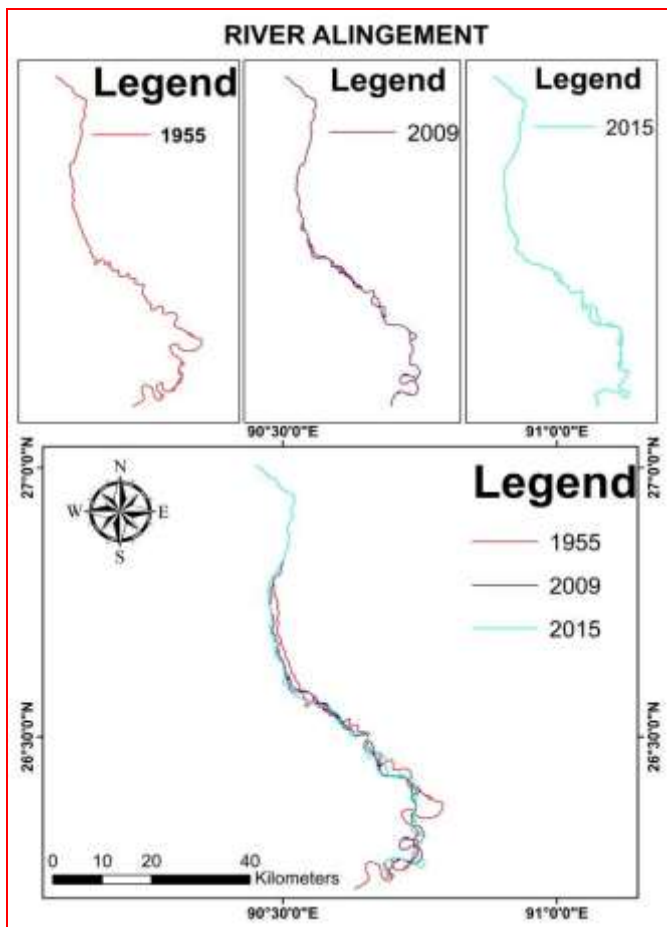 RIVER ALINGEMENT
Legend
1955
Legend
2009
Legend
2015
90°30'0"E
91°0'0"E
27°0'0"N
27°0'0"N
N
W
E
S
Legend
1955
2009
2015
26°30'0"N
26°30'0"N
0
10
20
40
Kilometers
90°30'0"E
91°0'0"E